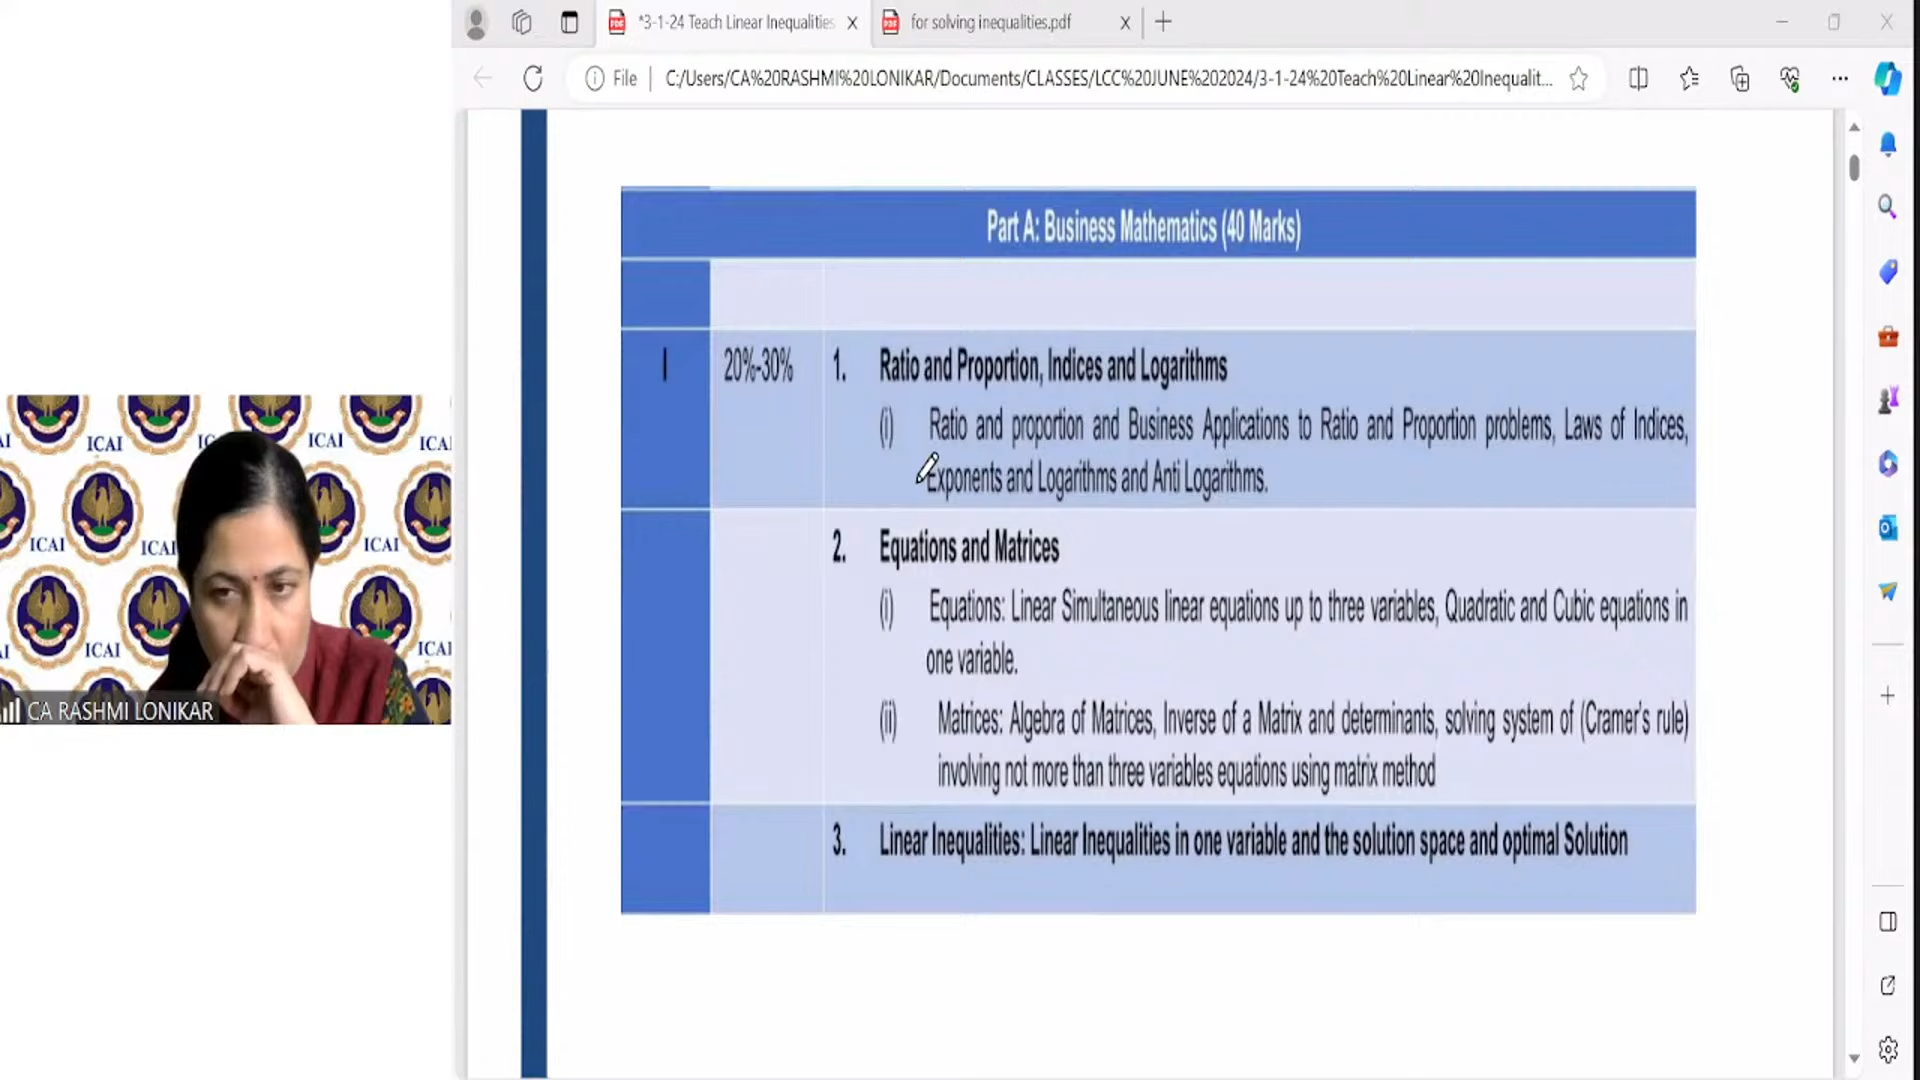 *3-1-24 Teach Linear Inequalities
for solving inequalities.pdf
File
C:/Users/CA%20RASHMI%20LONIKAR/Documents/CLASSES/LCC%20JUNE%202024/3-1-24%20Teach%20Linear%20Inequalit...
Part A: Business Mathematics (40 Marks)
I 20%-30% 1. Ratio and Proportion, Indices and Logarithms
(i) Ratio and proportion and Business Applications to Ratio and Proportion problems, Laws of Indices,
Exponents and Logarithms and Anti Logarithms.
2. Equations and Matrices
(i) Equations: Linear Simultaneous linear equations up to three variables, Quadratic and Cubic equations in
one variable.
(ii) Matrices: Algebra of Matrices, Inverse of a Matrix and determinants, solving system of (Cramer's rule)
involving not more than three variables equations using matrix method
3. Linear Inequalities: Linear Inequalities in one variable and the solution space and optimal Solution
ICAI
ICAI
ICAI
ICAI
ICAI
ICAI
ICAI
CA RASHMI LONIKAR